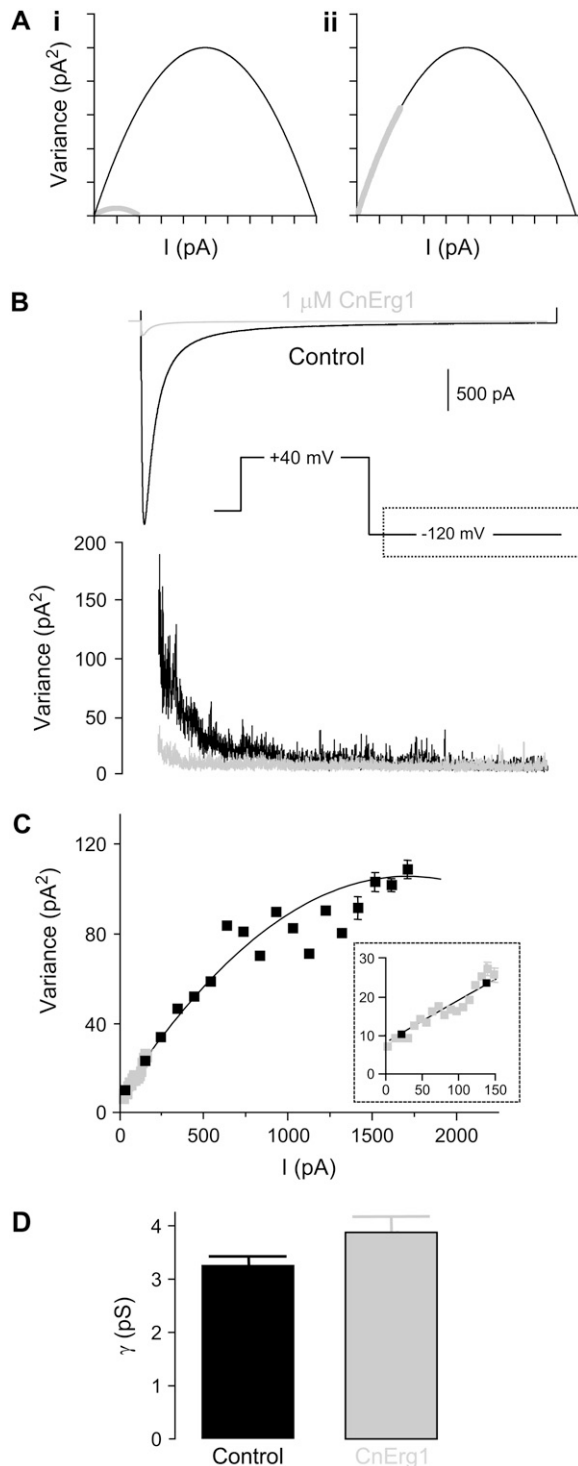 A i ii
Variance (pA²)
I (pA) I (pA)
B
1 μM CnErg1
Control
500 pA
+40 mV
-120 mV
200
150
100
50
0
Variance (pA²)
C
120
80
40
0
Variance (pA²)
30
20
10
0
0 50 100 150
0 500 1000 1500 2000
I (pA)
D
4
3
2
1
0
γ (pS)
Control CnErg1